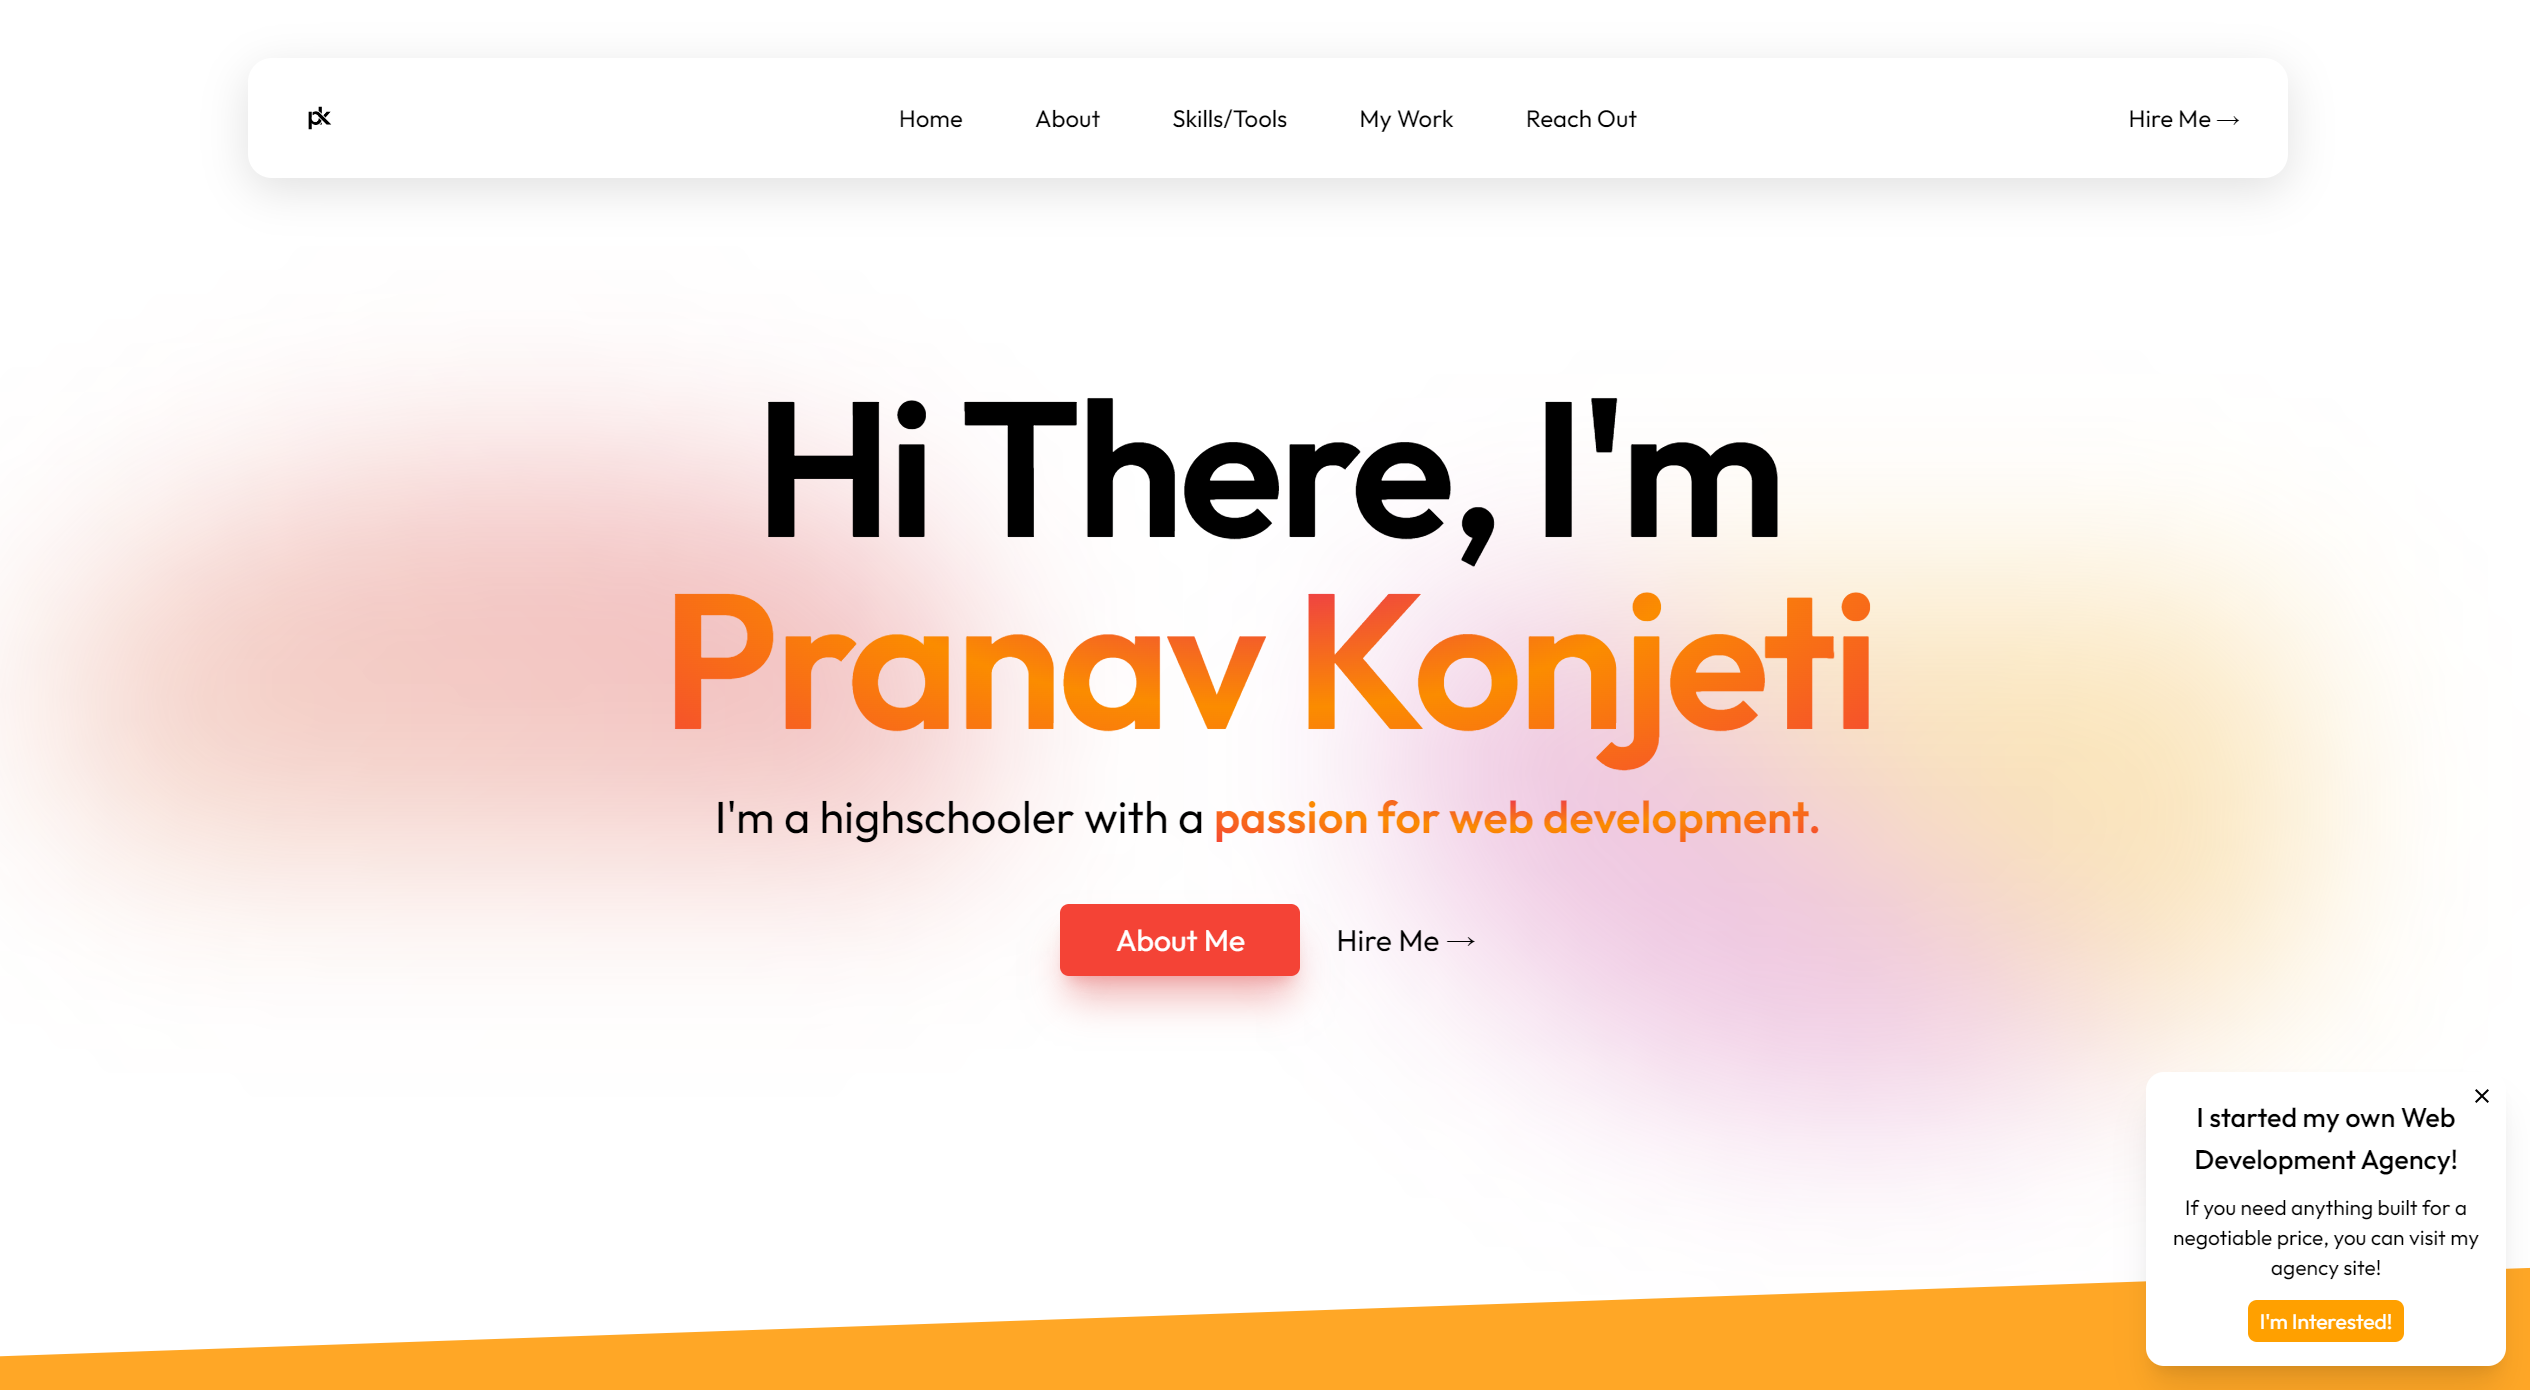 pk
Home
About
Skills/Tools
My Work
Reach Out
Hire Me →
Hi There, I'm
Pranav Konjeti
I'm a highschooler with a passion for web development.
About Me
Hire Me →
I started my own Web
Development Agency!
If you need anything built for a
negotiable price, you can visit my
agency site!
I'm Interested!